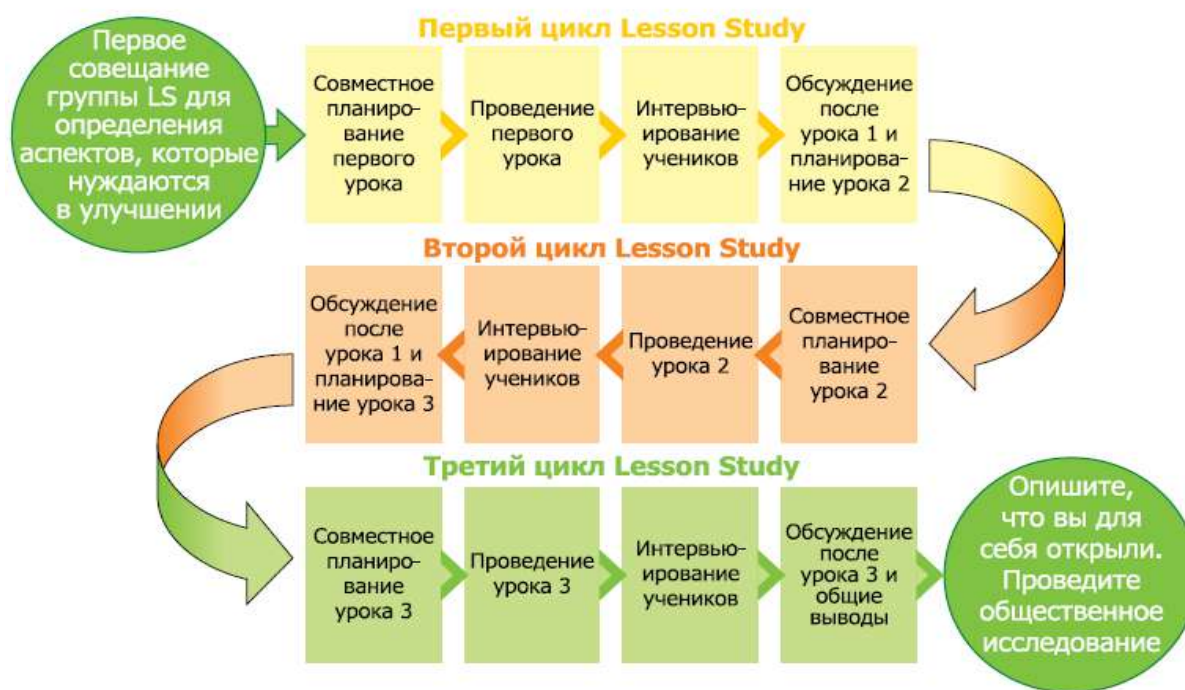 Первое
совещание
группы LS для
определения
аспектов, которые
нуждаются
в улучшении
Первый цикл Lesson Study
Совместное
планиро-
вание
первого
урока
Проведение
первого
урока
Интервью-
ирование
учеников
Обсуждение
после
урока 1 и
планирова-
ние урока 2
Второй цикл Lesson Study
Обсуждение
после
урока 1 и
планирова-
ние урока 3
Интервью-
ирование
учеников
Проведение
урока 2
Совместное
планиро-
вание
урока 2
Третий цикл Lesson Study
Совместное
планиро-
вание
урока 3
Проведение
урока 3
Интервью-
ирование
учеников
Обсуждение
после
урока 3 и
общие
выводы
Опишите,
что вы для
себя открыли.
Проведите
общественное
исследование